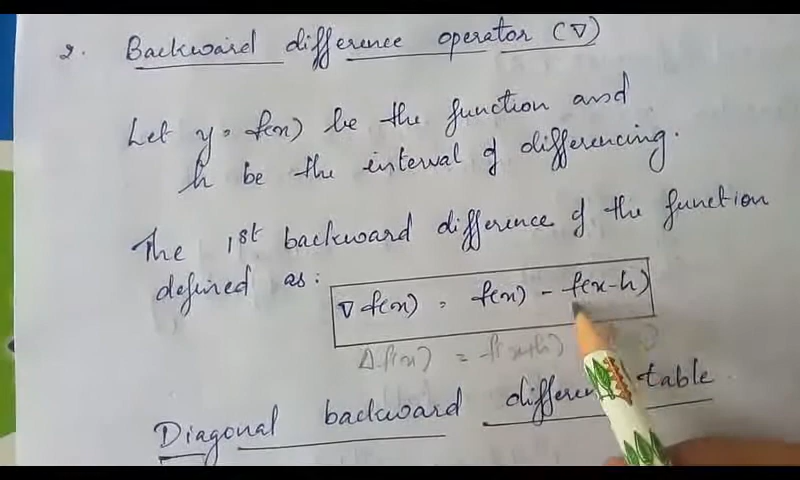 2. Backward difference operator (∇)
Let y = f(x) be the function and
h be the interval of differencing.
The 1st backward difference of the function
defined as: ∇ f(x) = f(x) - f(x-h)
Δ f(x) = f(x+h)
Diagonal backward table